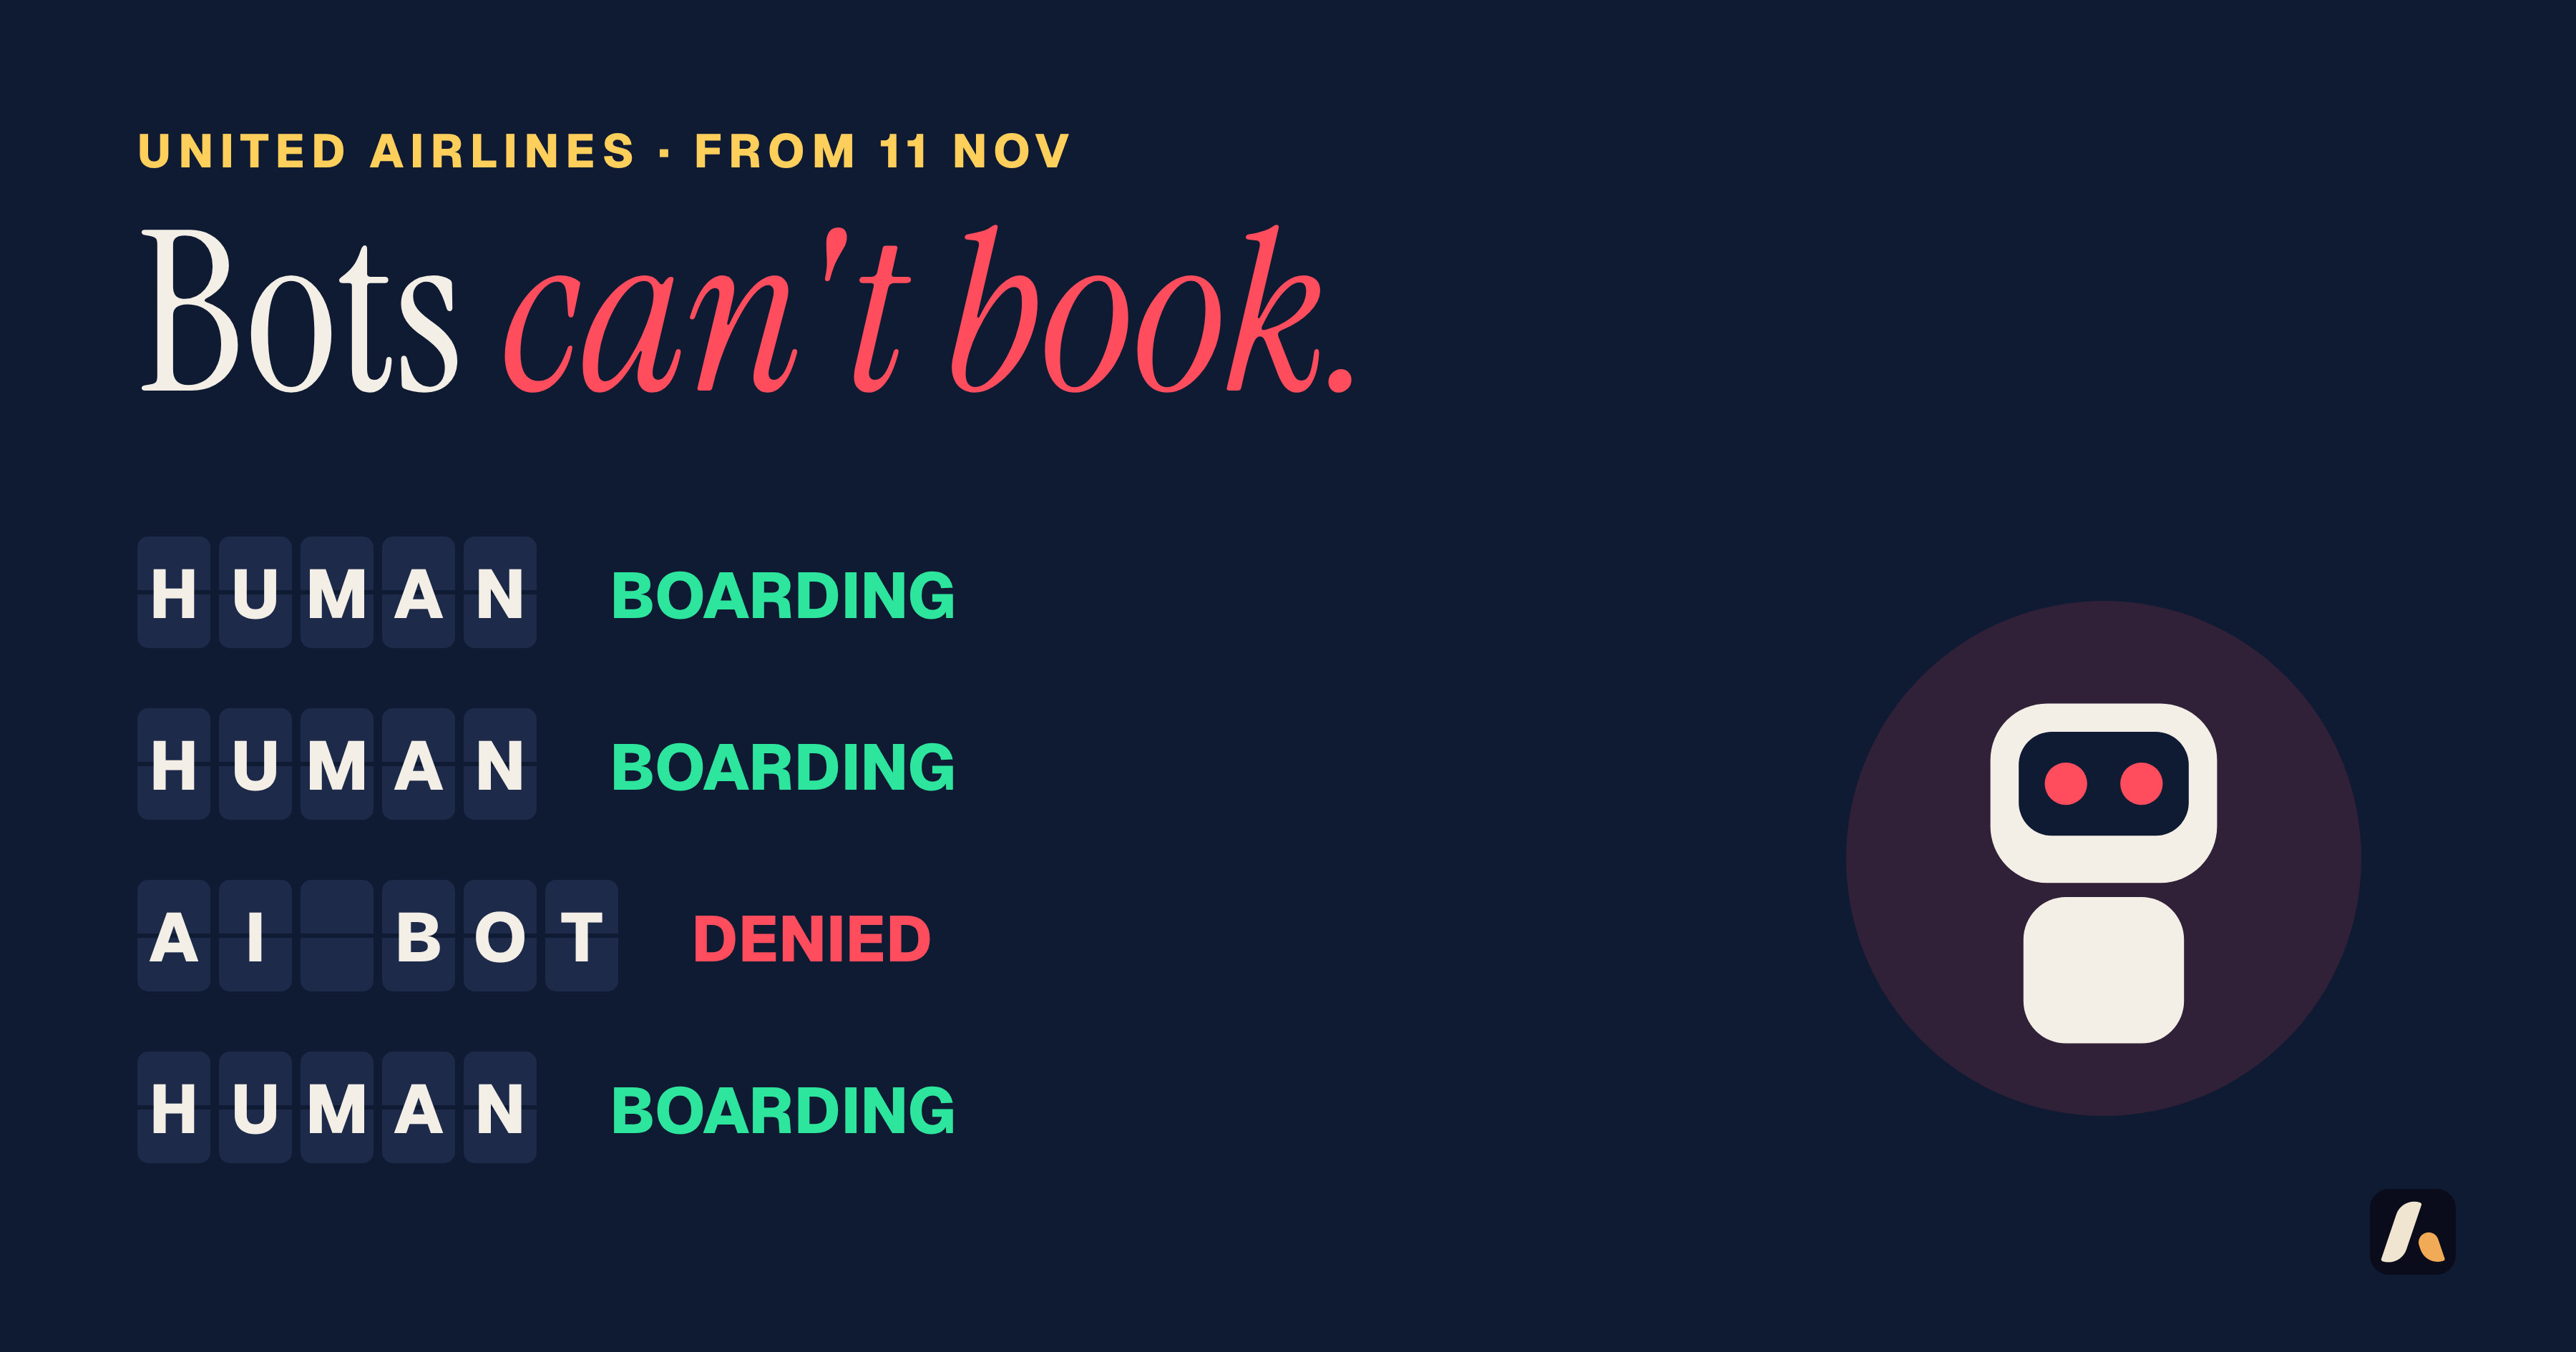 UNITED AIRLINES · FROM 11 NOV
Bots can't book.
HUMAN BOARDING
HUMAN BOARDING
AI BOT DENIED
HUMAN BOARDING